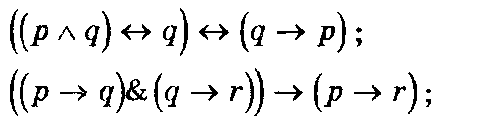 ((p ∧ q) ↔ q) ↔ (q → p) ;
((p → q)& (q → r)) → (p → r) ;